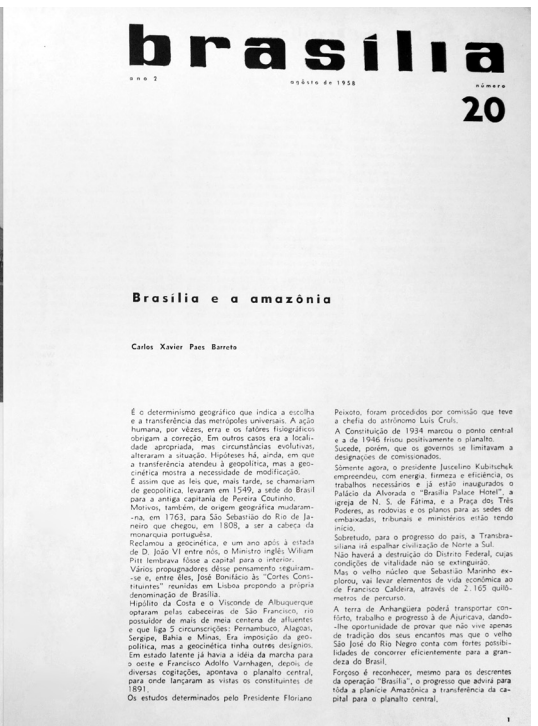 brasília
ano 2
agôsto de 1958
número
20
Brasília e a amazônia
Carlos Xavier Paes Barreto
É o determinismo geográfico que indica a escolha
e a transferência das metrópoles universais. A ação
humana, por vêzes, erra e os fatôres fisiográficos
obrigam a correção. Em outros casos era a locali-
dade apropriada, mas circunstâncias evolutivas,
alteraram a situação. Hipóteses há, ainda, em que
a transferência atendeu à geopolítica, mas a geo-
cinética mostra a necessidade de modificação.
É assim que as leis que, mais tarde, se chamariam
de geopolítica, levaram em 1549, a sede do Brasil
para a antiga capitania de Pereira Coutinho.
Motivos, também, de origem geográfica mudaram-
-na, em 1763, para São Sebastião do Rio de Ja-
neiro que chegou, em 1808, a ser a cabeça da
monarquia portuguêsa.
Reclamou a geocinética, e um ano após à estada
de D. João VI entre nós, o Ministro inglês Wiliam
Pitt lembrava fôsse a capital para o interior.
Vários propugnadores dêsse pensamento seguiram-
-se e, entre êles, José Bonifácio às "Cortes Cons-
tituintes" reunidas em Lisboa propondo a própria
denominação de Brasília.
Hipólito da Costa e o Visconde de Albuquerque
optaram pelas cabeceiras de São Francisco, rio
possuidor de mais de meia centena de afluentes
e que liga 5 circunscrições: Pernambuco, Alagoas,
Sergipe, Bahia e Minas. Era imposição da geo-
política, mas a geocinética tinha outros desígnios.
Em estado latente já havia a idéia da marcha para
o oeste e Francisco Adolfo Varnhagen, depois de
diversas cogitações, apontava o planalto central,
para onde lançaram as vistas os constituintes de
1891.
Os estudos determinados pelo Presidente Floriano
Peixoto, foram procedidos por comissão que teve
a chefia do astrônomo Luis Cruls.
A Constituição de 1934 marcou o ponto central
e a de 1946 frisou positivamente o planalto.
Sucede, porém, que os governos se limitavam a
designações de comissionados.
Sòmente agora, o presidente Juscelino Kubitschek
empreendeu, com energia, firmeza e eficiência, os
trabalhos necessários e já estão inaugurados o
Palácio da Alvorada o "Brasília Palace Hotel", a
igreja de N. S. de Fátima, e a Praça dos Três
Poderes, as rodovias e os planos para as sedes de
embaixadas, tribunais e ministérios estão tendo
início.
Sobretudo, para o progresso do país, a Transbra-
siliana irá espalhar civilização de Norte a Sul.
Não haverá a destruição do Distrito Federal, cujas
condições de vitalidade não se extinguirão.
Mas o velho núcleo que Sebastião Marinho ex-
plorou, vai levar elementos de vida econômica ao
de Francisco Caldeira, através de 2.165 quilô-
metros de percurso.
A terra de Anhangüera poderá transportar con-
fôrto, trabalho e progresso à de Ajuricava, dando-
-lhe oportunidade de provar que não vive apenas
de tradição dos seus encantos mas que o velho
São José do Rio Negro conta com fortes possibi-
lidades de concorrer eficientemente para a gran-
deza do Brasil.
Forçoso é reconhecer, mesmo para os descrentes
da operação "Brasília", o progresso que advirá para
tôda a planície Amazônica a transferência da ca-
pital para o planalto central.
1